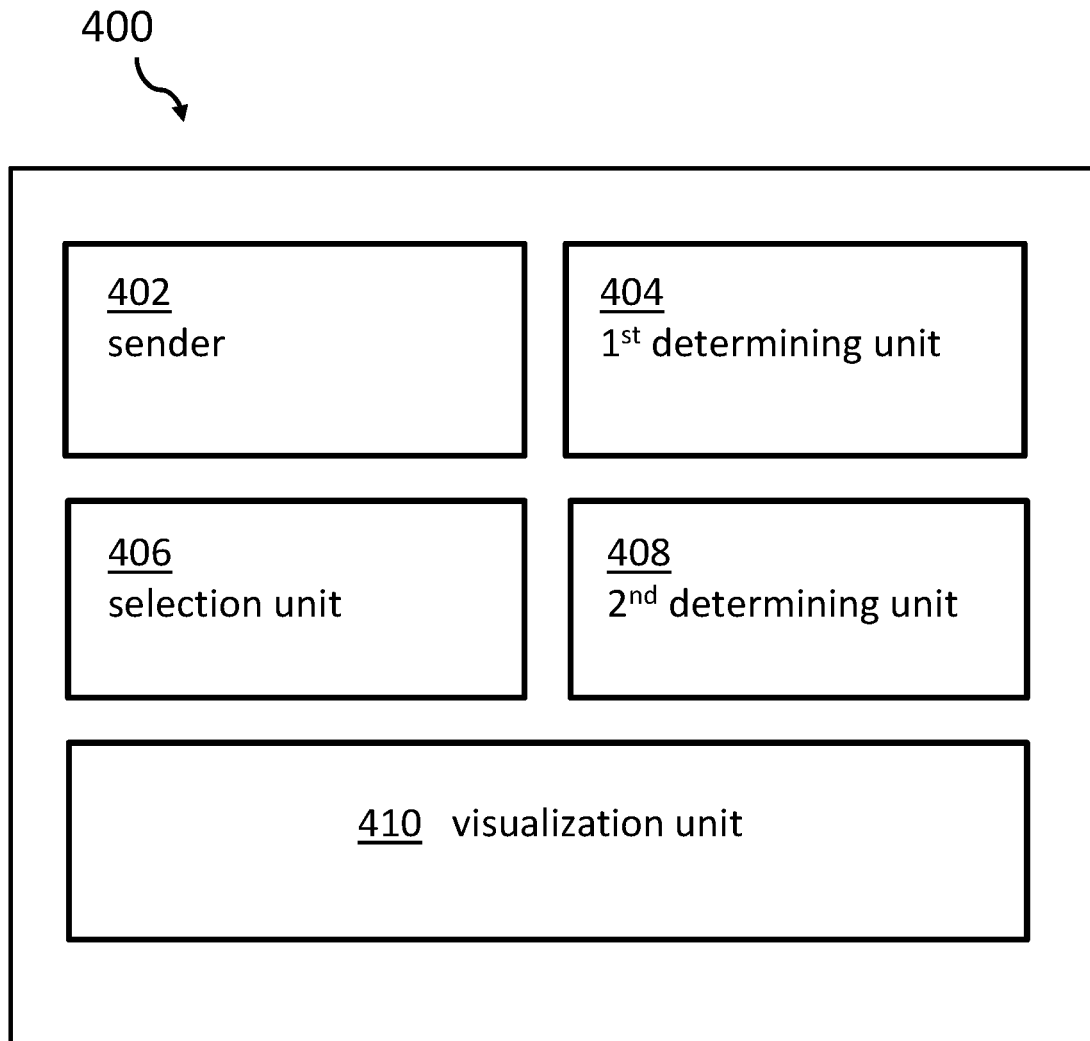 400
402
sender
404
1st determining unit
406
selection unit
408
2nd determining unit
410 visualization unit